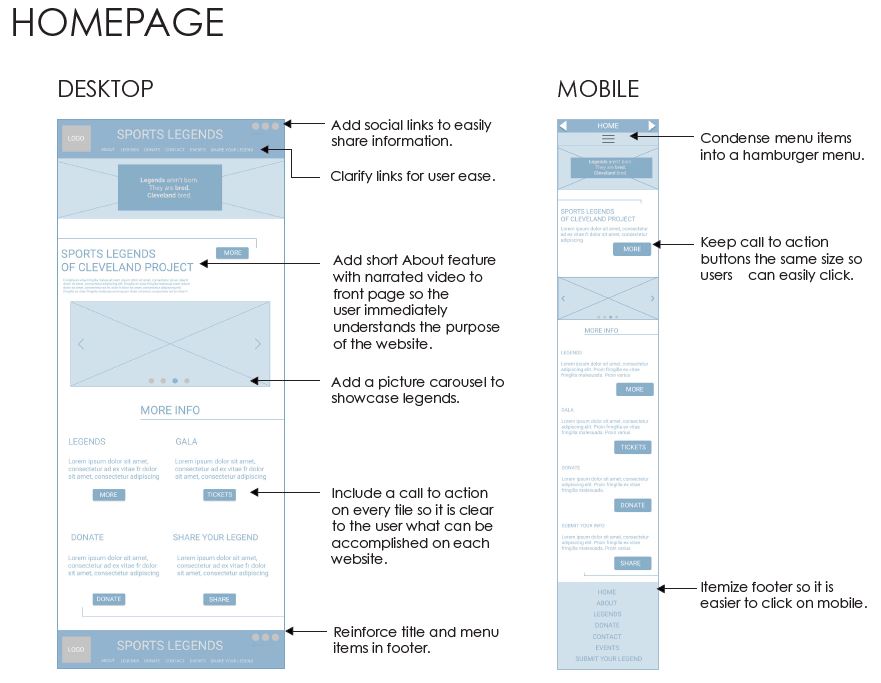 HOMEPAGE
DESKTOP
LOGO
SPORTS LEGENDS
ABOUT LEGENDS DONATE CONTACT EVENTS SHARE YOUR LEGEND
Legends aren't born.
They are bred.
Cleveland bred.
SPORTS LEGENDS
OF CLEVELAND PROJECT
MORE
MORE INFO
LEGENDS
Lorem ipsum dolor sit amet,
consectetur ad ex vitae fr dolor
sit amet, consectetur adipiscing
MORE
GALA
Lorem ipsum dolor sit amet,
consectetur ad ex vitae fr dolor
sit amet, consectetur adipiscing
TICKETS
DONATE
Lorem ipsum dolor sit amet,
consectetur ad ex vitae fr dolor
sit amet, consectetur adipiscing
DONATE
SHARE YOUR LEGEND
Lorem ipsum dolor sit amet,
consectetur ad ex vitae fr dolor
sit amet, consectetur adipiscing
SHARE
LOGO
SPORTS LEGENDS
ABOUT LEGENDS DONATE CONTACT EVENTS SHARE YOUR LEGEND
Add social links to easily
share information.
Clarify links for user ease.
Add short About feature
with narrated video to
front page so the
user immediately
understands the purpose
of the website.
Add a picture carousel to
showcase legends.
Include a call to action
on every tile so it is clear
to the user what can be
accomplished on each
website.
Reinforce title and menu
items in footer.
MOBILE
HOME
Legends aren't born.
They are bred.
Cleveland bred.
SPORTS LEGENDS
OF CLEVELAND PROJECT
Lorem ipsum dolor sit amet, consectetur
ad ex vitae fr dolor sit amet, consectetur
adipiscing
MORE
MORE INFO
LEGENDS
Lorem ipsum dolor sit amet, consectetur
adipiscing elit. Proin vitae frios
fringilla malesuada. Proin varius
MORE
GALA
Lorem ipsum dolor sit amet, consectetur
adipiscing elit. Proin fringilla
fringilla malesuada.
TICKETS
DONATE
Lorem ipsum dolor sit amet, consectetur
adipiscing elit. Proin fringilla
fringilla malesuada.
DONATE
SUBMIT YOUR INFO
Lorem ipsum dolor sit amet, consectetur
adipiscing elit. Proin fringilla
fringilla malesuada. Proin varius
SHARE
HOME
ABOUT
LEGENDS
DONATE
CONTACT
EVENTS
SUBMIT YOUR LEGEND
Condense menu items
into a hamburger menu.
Keep call to action
buttons the same size so
users can easily click.
Itemize footer so it is
easier to click on mobile.